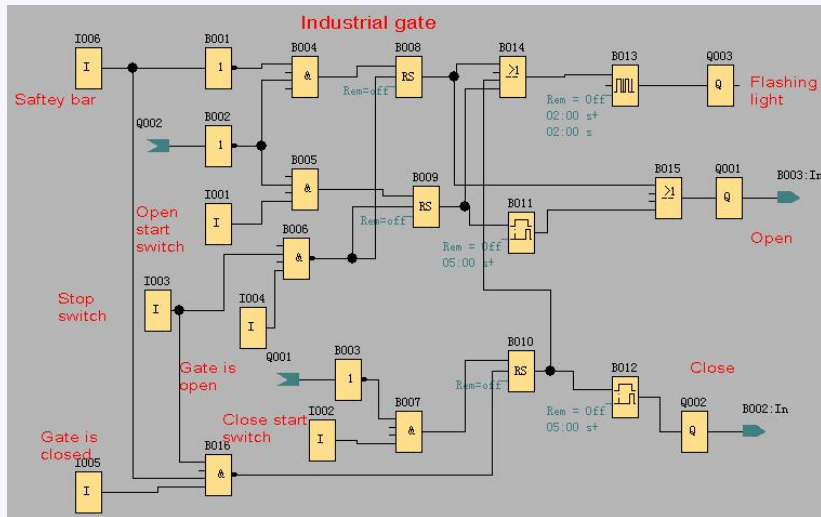 Industrial gate
I006
I
Saftey bar
B001
1
B004
&
B008
RS
Rem=off
B014
≥1
B013
Rem = Off
02:00 s+
02:00 s
Q003
Q
Flashing
light
Q002
B002
1
I001
I
Open
start
switch
B005
&
B009
RS
Rem=off
B011
Rem = Off
05:00 s+
B015
≥1
Q001
Q
B003:In
Open
B006
&
I003
I
Stop
switch
I004
I
Gate is
open
Q001
B003
1
I002
I
Close start
switch
B007
&
B010
RS
Rem=off
B012
Rem = Off
05:00 s+
Close
Q002
Q
B002:In
Gate is
closed
I005
I
B016
&